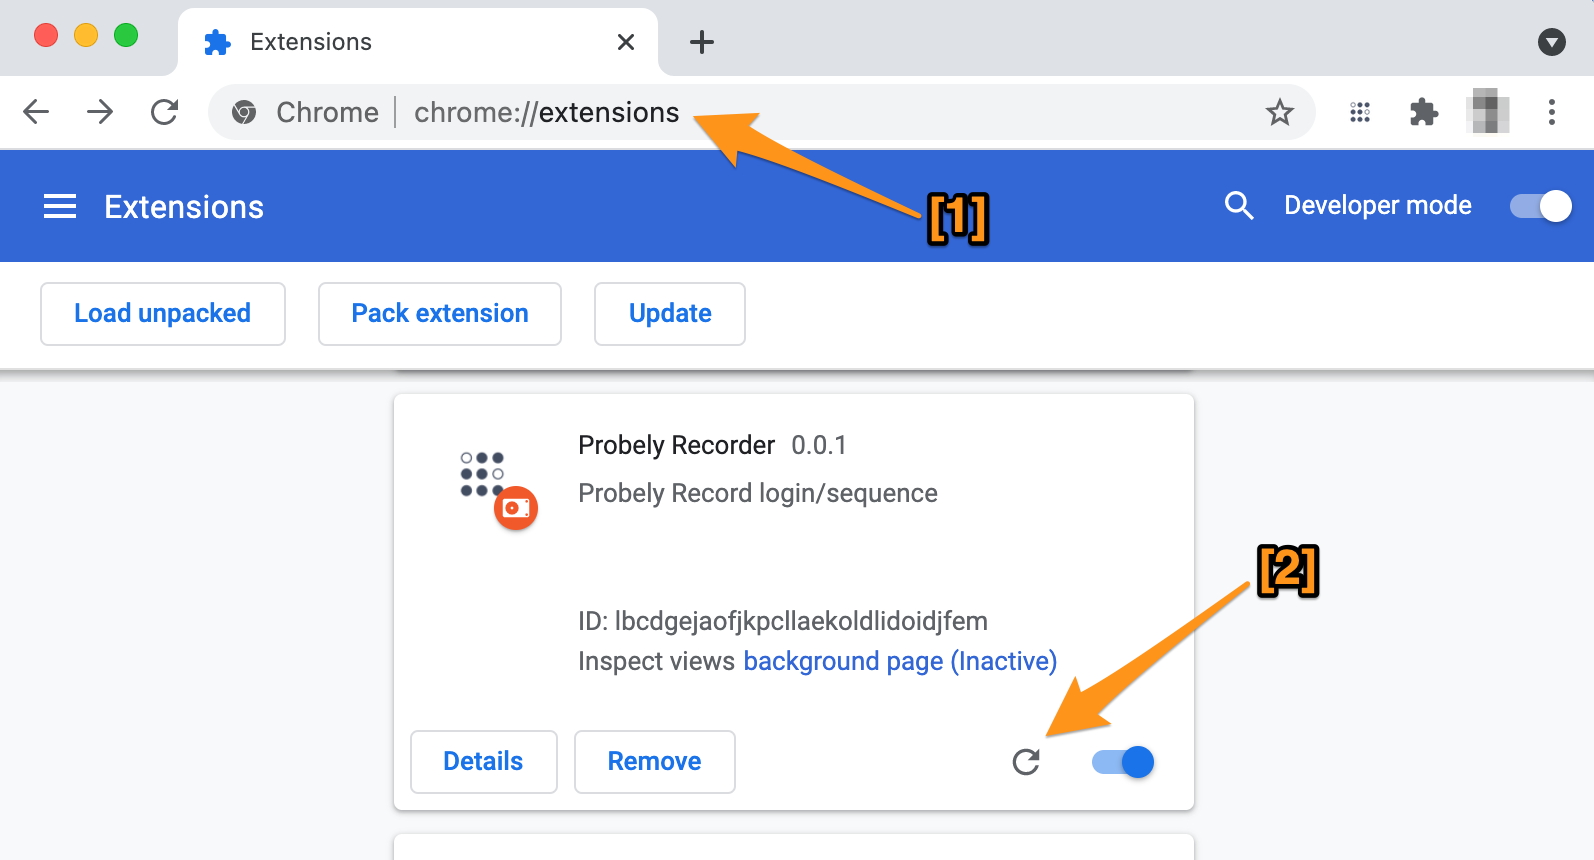 Extensions
Chrome chrome://extensions
[1]
Extensions
Developer mode
Load unpacked
Pack extension
Update
Probely Recorder 0.0.1
Probely Record login/sequence
[2]
ID: lbcdgejaofjkpcllaekoldlidoidjfem
Inspect views background page (Inactive)
Details
Remove